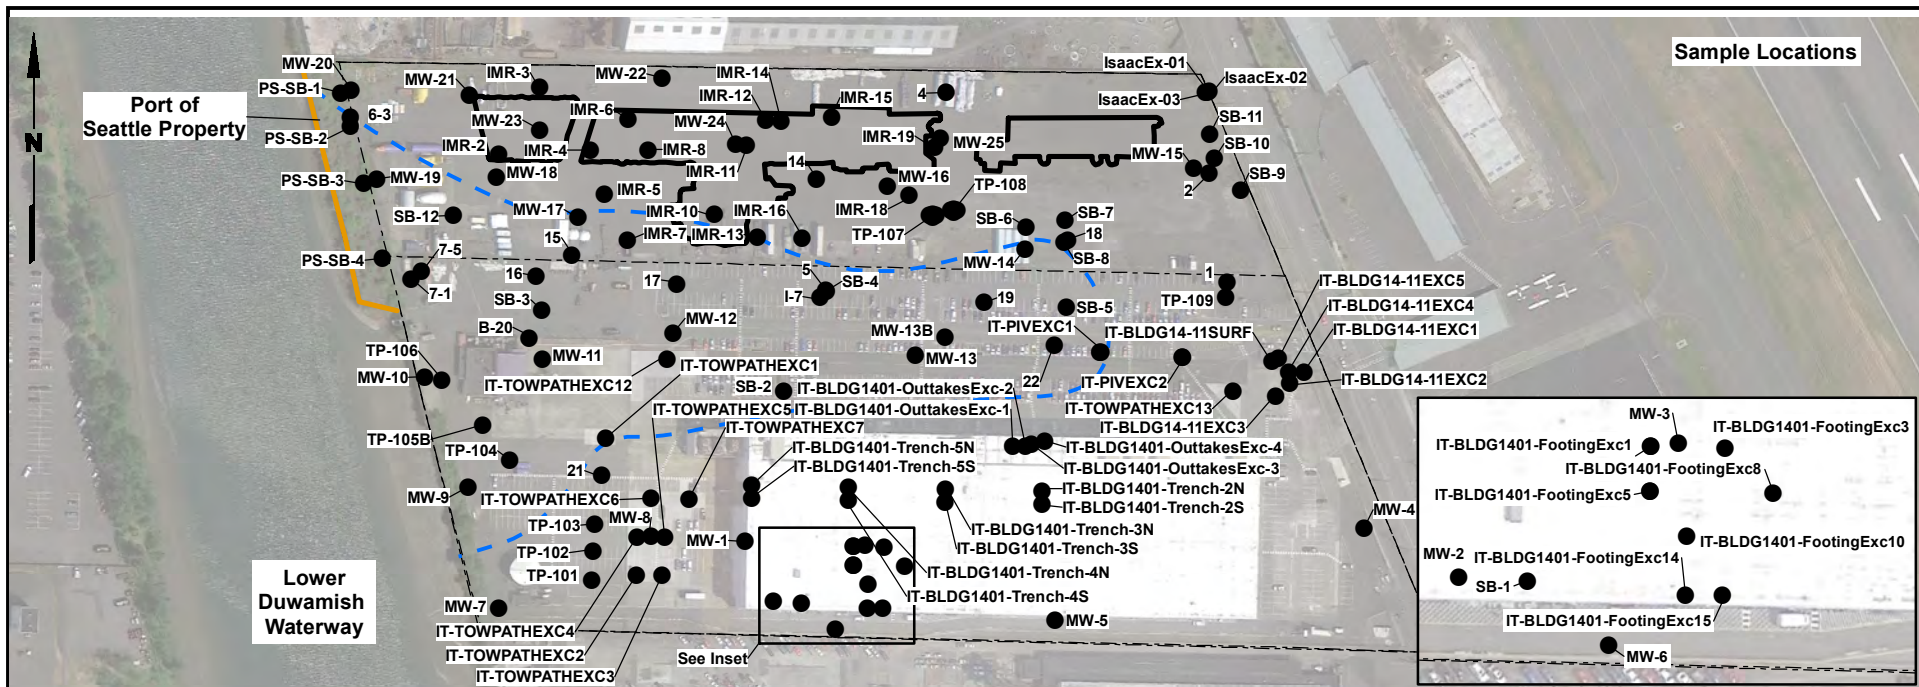 Sample Locations
Port of
Seattle Property
N
Lower
Duwamish
Waterway
See Inset
MW-20
PS-SB-1
6-3
PS-SB-2
PS-SB-3
MW-19
PS-SB-4
7-5
7-1
MW-21
IMR-3
MW-22
IMR-14
IMR-12
IMR-15
4
IMR-6
MW-23
MW-24
IMR-2
IMR-4
IMR-8
IMR-11
IMR-19
MW-25
MW-18
IMR-5
14
MW-16
TP-108
IMR-18
TP-107
SB-12
MW-17
IMR-10
IMR-16
IMR-7
IMR-13
15
SB-6
SB-7
18
MW-14
SB-8
IsaacEx-01
IsaacEx-02
IsaacEx-03
SB-11
SB-10
MW-15
2
SB-9
16
17
5
SB-4
I-7
19
SB-5
1
TP-109
SB-3
B-20
MW-12
MW-11
MW-13B
MW-13
IT-PIVEXC1
22
IT-PIVEXC2
IT-BLDG14-11SURF
IT-BLDG14-11EXC5
IT-BLDG14-11EXC4
IT-BLDG14-11EXC1
IT-BLDG14-11EXC2
IT-BLDG14-11EXC3
IT-TOWPATHEXC13
TP-106
MW-10
IT-TOWPATHEXC12
IT-TOWPATHEXC1
SB-2
IT-BLDG1401-OuttakesExc-2
IT-TOWPATHEXC5
IT-BLDG1401-OuttakesExc-1
IT-TOWPATHEXC7
IT-BLDG1401-OuttakesExc-4
IT-BLDG1401-OuttakesExc-3
TP-105B
TP-104
21
MW-9
IT-TOWPATHEXC6
IT-BLDG1401-Trench-5N
IT-BLDG1401-Trench-5S
IT-BLDG1401-Trench-2N
IT-BLDG1401-Trench-2S
IT-BLDG1401-Trench-3N
IT-BLDG1401-Trench-3S
IT-BLDG1401-Trench-4N
IT-BLDG1401-Trench-4S
TP-103
MW-8
MW-1
TP-102
TP-101
MW-7
IT-TOWPATHEXC4
IT-TOWPATHEXC2
IT-TOWPATHEXC3
MW-5
MW-4
MW-3
IT-BLDG1401-FootingExc1
IT-BLDG1401-FootingExc3
IT-BLDG1401-FootingExc8
IT-BLDG1401-FootingExc5
IT-BLDG1401-FootingExc10
MW-2
IT-BLDG1401-FootingExc14
SB-1
IT-BLDG1401-FootingExc15
MW-6